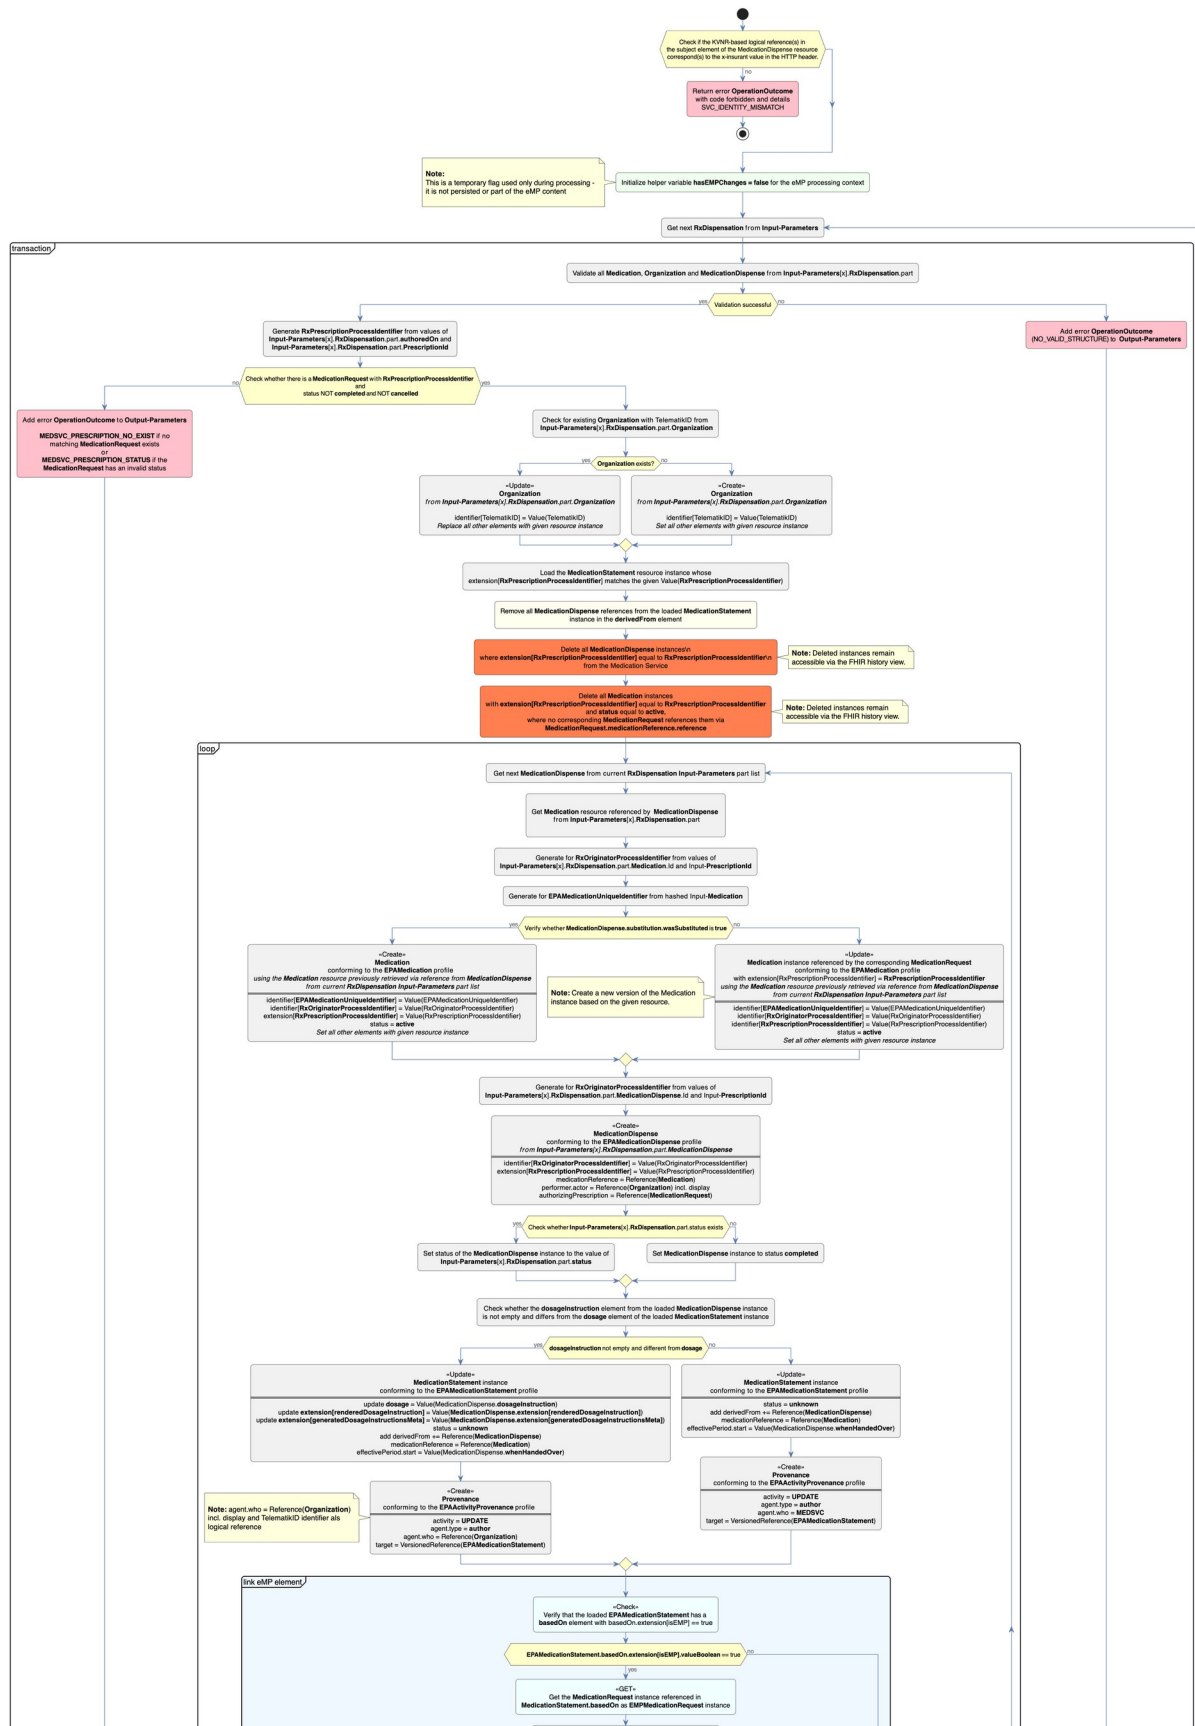 Check if the KVNR-based logical reference(s) in
the subject element of the MedicationDispense resource
correspond(s) to the x-insurant value in the HTTP header.
no
Return error OperationOutcome
with code forbidden and details
SVC_IDENTITY_MISMATCH
Note:
This is a temporary flag used only during processing -
it is not persisted or part of the eMP content
Initialize helper variable hasEMPChanges = false for the eMP processing context
Get next RxDispensation from Input-Parameters
transaction
Validate all Medication, Organization and MedicationDispense from Input-Parameters[x].RxDispensation.part
yes
Validation successful
no
Generate RxPrescriptionProcessIdentifier from values of
Input-Parameters[x].RxDispensation.part.authoredOn and
Input-Parameters[x].RxDispensation.part.PrescriptionId
Add error OperationOutcome
(NO_VALID_STRUCTURE) to Output-Parameters
no
Check whether there is a MedicationRequest with RxPrescriptionProcessIdentifier
and
status NOT completed and NOT cancelled
yes
Add error OperationOutcome to Output-Parameters
MEDSVC_PRESCRIPTION_NO_EXIST if no
matching MedicationRequest exists
or
MEDSVC_PRESCRIPTION_STATUS if the
MedicationRequest has an invalid status
Check for existing Organization with TelematikID from
Input-Parameters[x].RxDispensation.part.Organization
yes
Organization exists?
no
«Update»
Organization
from Input-Parameters[x].RxDispensation.part.Organization
identifier[TelematikID] = Value(TelematikID)
Replace all other elements with given resource instance
«Create»
Organization
from Input-Parameters[x].RxDispensation.part.Organization
identifier[TelematikID] = Value(TelematikID)
Set all other elements with given resource instance
Load the MedicationStatement resource instance whose
extension[RxPrescriptionProcessIdentifier] matches the given Value(RxPrescriptionProcessIdentifier)
Remove all MedicationDispense references from the loaded MedicationStatement
instance in the derivedFrom element
Delete all MedicationDispense instances\n
where extension[RxPrescriptionProcessIdentifier] equal to RxPrescriptionProcessIdentifier\n
from the Medication Service
Note: Deleted instances remain
accessible via the FHIR history view.
Delete all Medication instances
with extension[RxPrescriptionProcessIdentifier] equal to RxPrescriptionProcessIdentifier
and status equal to active,
where no corresponding MedicationRequest references them via
MedicationRequest.medicationReference.reference
Note: Deleted instances remain
accessible via the FHIR history view.
loop
Get next MedicationDispense from current RxDispensation Input-Parameters part list
Get Medication resource referenced by MedicationDispense
from Input-Parameters[x].RxDispensation.part
Generate for RxOriginatorProcessIdentifier from values of
Input-Parameters[x].RxDispensation.part.Medication.Id and Input-PrescriptionId
Generate for EPAMedicationUniqueIdentifier from hashed Input-Medication
yes
Verify whether MedicationDispense.substitution.wasSubstituted is true
no
«Create»
Medication
conforming to the EPAMedication profile
using the Medication resource previously retrieved via reference from MedicationDispense
from current RxDispensation Input-Parameters part list
identifier[EPAMedicationUniqueIdentifier] = Value(EPAMedicationUniqueIdentifier)
identifier[RxOriginatorProcessIdentifier] = Value(RxOriginatorProcessIdentifier)
extension[RxPrescriptionProcessIdentifier] = Value(RxPrescriptionProcessIdentifier)
status = active
Set all other elements with given resource instance
Note: Create a new version of the Medication
instance based on the given resource.
«Update»
Medication instance referenced by the corresponding MedicationRequest
conforming to the EPAMedication profile
with extension[RxPrescriptionProcessIdentifier] = RxPrescriptionProcessIdentifier
using the Medication resource previously retrieved via reference from MedicationDispense
from current RxDispensation Input-Parameters part list
identifier[EPAMedicationUniqueIdentifier] = Value(EPAMedicationUniqueIdentifier)
identifier[RxOriginatorProcessIdentifier] = Value(RxOriginatorProcessIdentifier)
identifier[RxPrescriptionProcessIdentifier] = Value(RxPrescriptionProcessIdentifier)
status = active
Set all other elements with given resource instance
Generate for RxOriginatorProcessIdentifier from values of
Input-Parameters[x].RxDispensation.part.MedicationDispense.Id and Input-PrescriptionId
«Create»
MedicationDispense
conforming to the EPAMedicationDispense profile
from Input-Parameters[x].RxDispensation.part.MedicationDispense
identifier[RxOriginatorProcessIdentifier] = Value(RxOriginatorProcessIdentifier)
extension[RxPrescriptionProcessIdentifier] = Value(RxPrescriptionProcessIdentifier)
medicationReference = Reference(Medication)
performer.actor = Reference(Organization) incl. display
authorizingPrescription = Reference(MedicationRequest)
yes
Check whether Input-Parameters[x].RxDispensation.part.status exists
no
Set status of the MedicationDispense instance to the value of
Input-Parameters[x].RxDispensation.part.status
Set MedicationDispense instance to status completed
Check whether the dosageInstruction element from the loaded MedicationDispense instance
is not empty and differs from the dosage element of the loaded MedicationStatement instance
yes
dosageInstruction not empty and different from dosage
no
«Update»
MedicationStatement instance
conforming to the EPAMedicationStatement profile
update dosage = Value(MedicationDispense.dosageInstruction)
update extension[renderedDosageInstruction] = Value(MedicationDispense.extension[renderedDosageInstruction])
update extension[generatedDosageInstructionsMeta] = Value(MedicationDispense.extension[generatedDosageInstructionsMeta])
status = unknown
add derivedFrom += Reference(MedicationDispense)
medicationReference = Reference(Medication)
effectivePeriod.start = Value(MedicationDispense.whenHandedOver)
«Update»
MedicationStatement instance
conforming to the EPAMedicationStatement profile
status = unknown
add derivedFrom += Reference(MedicationDispense)
medicationReference = Reference(Medication)
effectivePeriod.start = Value(MedicationDispense.whenHandedOver)
Note: agent.who = Reference(Organization)
incl. display and TelematikID identifier als
logical reference
«Create»
Provenance
conforming to the EPAActivityProvenance profile
activity = UPDATE
agent.type = author
agent.who = Reference(Organization)
target = VersionedReference(EPAMedicationStatement)
«Create»
Provenance
conforming to the EPAActivityProvenance profile
activity = UPDATE
agent.type = author
agent.who = MEDSVC
target = VersionedReference(EPAMedicationStatement)
link eMP element
«Check»
Verify that the loaded EPAMedicationStatement has a
basedOn element with basedOn.extension[isEMP] == true
EPAMedicationStatement.basedOn.extension[isEMP].valueBoolean == true
no
yes
«GET»
Get the MedicationRequest instance referenced in
MedicationStatement.basedOn as EMPMedicationRequest instance